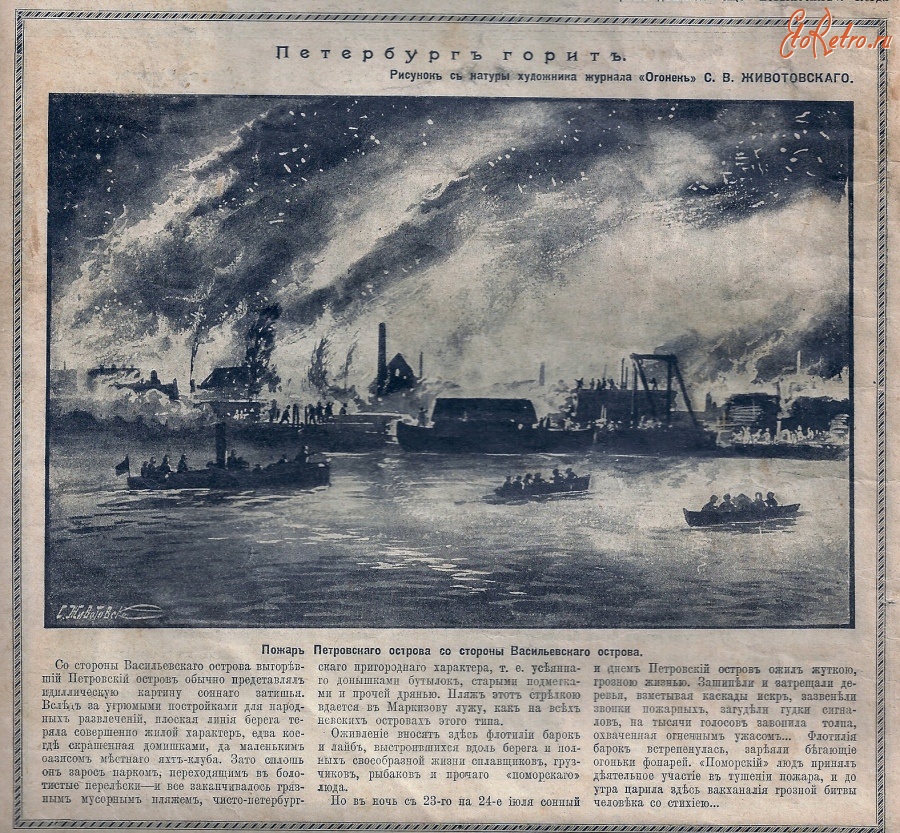 EtoRetro.ru
Петербургъ горитъ.
Рисунокъ съ натуры художника журнала «Огонекъ» С. В. ЖИВОТОВСКАГО.
С. Животовскій
Пожаръ Петровскаго острова со стороны Васильевскаго острова.
Со стороны Васильевскаго острова выгорѣв-
шій Петровскій островъ обычно представлялъ
идиллическую картину соннаго затишья.
Вслѣдъ за угрюмыми постройками для народ-
ныхъ развлеченій, плоская линія берега те-
ряла совершенно жилой характеръ, едва кое-
гдѣ скрашенная домишками, да маленькимъ
оазисомъ мѣстнаго яхтъ-клуба. Зато сплошь
онъ заросъ паркомъ, переходящимъ въ боло-
тистые перелѣски—и все заканчивалось гряз-
нымъ мусорнымъ пляжемъ, чисто-петербург-
скаго пригороднаго характера, т. е. усѣянна-
го донышками бутылокъ, старыми подметками
и прочей дрянью. Пляжъ этотъ стрѣлкою
вдается въ Маркизову лужу, какъ на всѣхъ
невскихъ островахъ этого типа.
Оживленіе вносятъ здѣсь флотиліи барокъ
и лайбъ, выстроившихся вдоль берега и пол-
ныхъ своеобразной жизни сплавщиковъ, груз-
чиковъ, рыбаковъ и прочаго «поморскаго»
люда.
Но въ ночь съ 23-го на 24-е іюля сонный
и днемъ Петровскій островъ ожилъ жуткою,
грозною жизнью. Зашипѣли и затрещали де-
ревья, взметывая каскады искръ, зазвенѣли
звонки пожарныхъ, загудѣли гудки сигна-
ловъ, на тысячи голосовъ завопила толпа,
охваченная огненнымъ ужасомъ... Флотилія
барокъ встрепенулась, зарѣяли бѣгающіе
огоньки фонарей. «Поморскій» людъ принялъ
дѣятельное участіе въ тушеніи пожара, и до
утра царила здѣсь вакханалія грозной битвы
человѣка со стихіею...